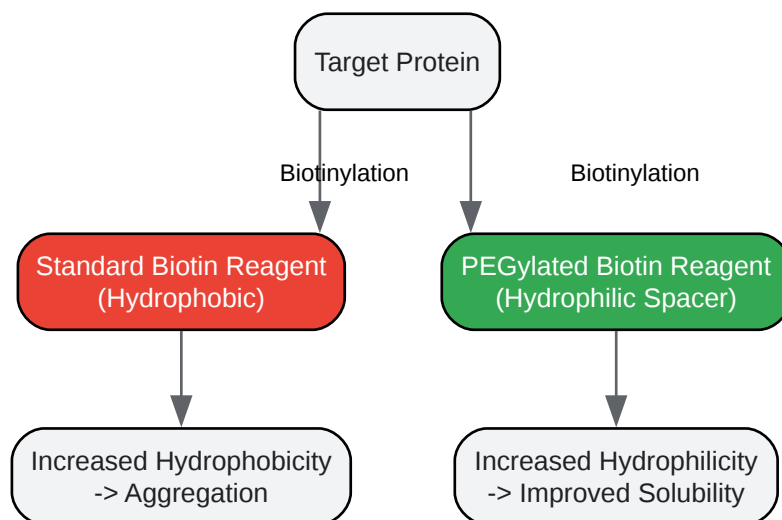 Target Protein
Biotinylation
Biotinylation
Standard Biotin Reagent
(Hydrophobic)
PEGylated Biotin Reagent
(Hydrophilic Spacer)
Increased Hydrophobicity
-> Aggregation
Increased Hydrophilicity
-> Improved Solubility